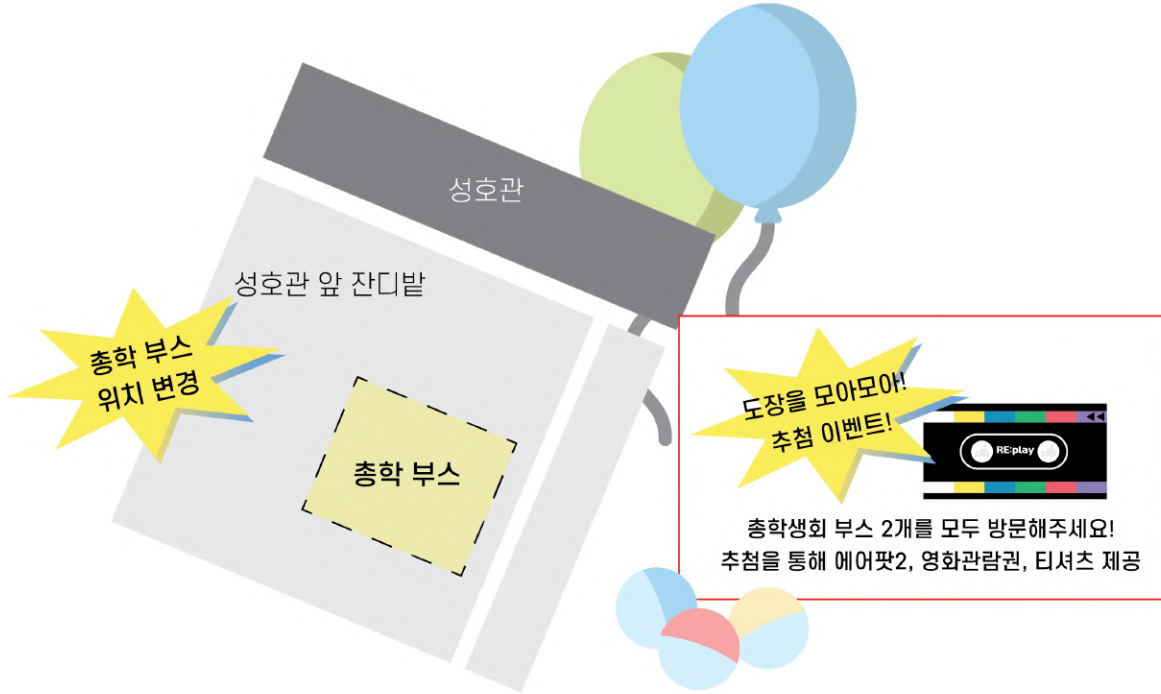 성호관
성호관 앞 잔디밭
총학 부스
위치 변경
총학 부스
도장을 모아모아!
추첨 이벤트!
RE:play
총학생회 부스 2개를 모두 방문해주세요!
추첨을 통해 에어팟2, 영화관람권, 티셔츠 제공